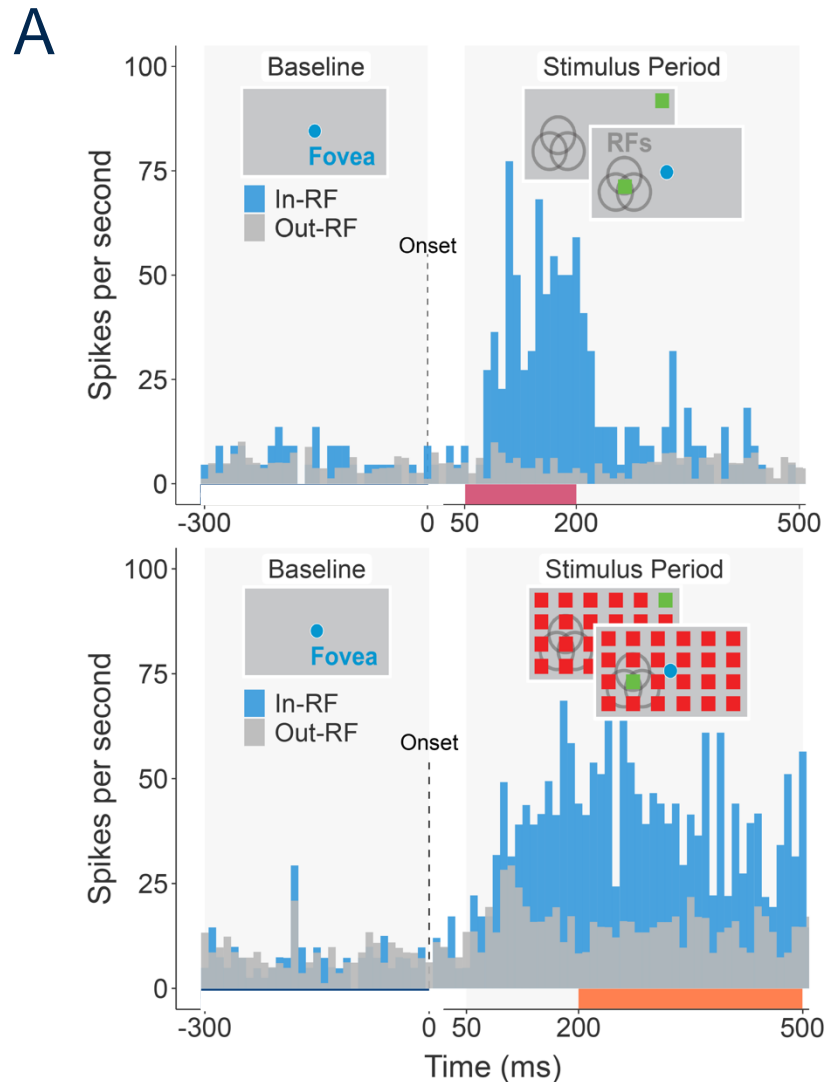 A
100
Baseline
Stimulus Period
Fovea
RFs
75
In-RF
Out-RF
Onset
50
25
0
Spikes per second
-300
0
50
200
500
100
Baseline
Stimulus Period
Fovea
75
In-RF
Out-RF
Onset
50
25
0
Spikes per second
-300
0
50
200
500
Time (ms)